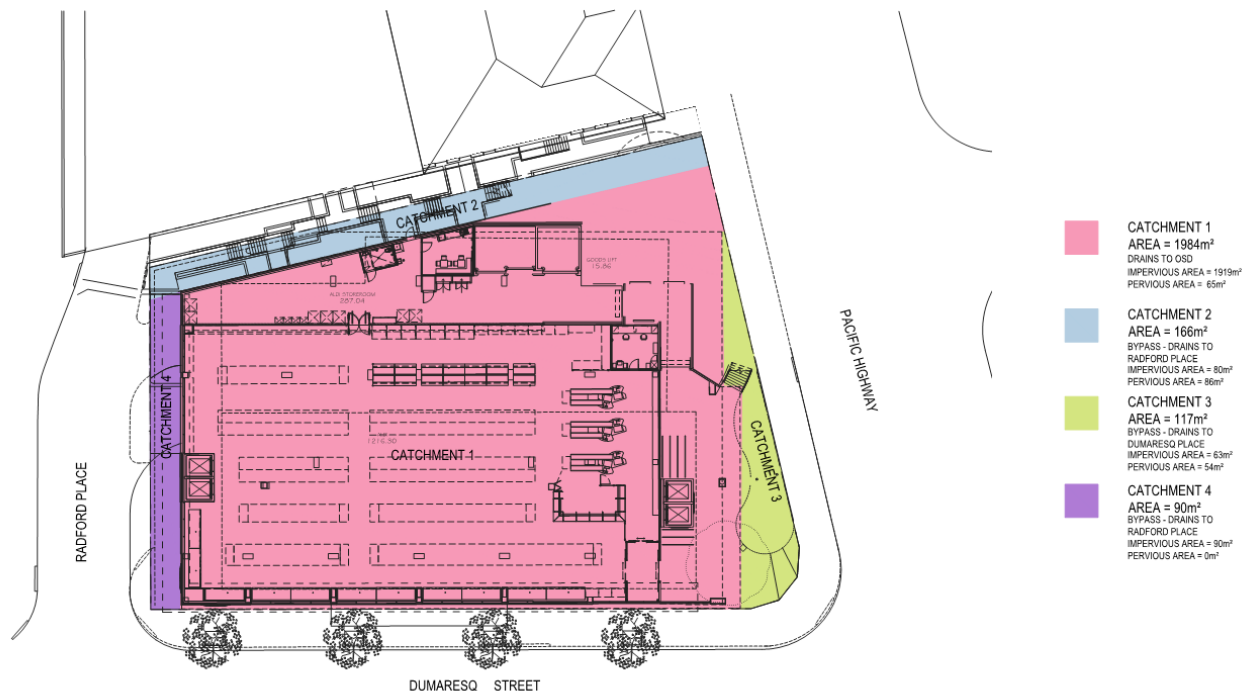 CATCHMENT 2
GOODS LIFT
15.86
ALDI STOREROOM
287.04
CATCHMENT 4
1216.30
CATCHMENT 1
CATCHMENT 3
PACIFIC HIGHWAY
RADFORD PLACE
DUMARESQ STREET
CATCHMENT 1
AREA = 1984m²
DRAINS TO OSD
IMPERVIOUS AREA = 1919m²
PERVIOUS AREA = 65m²
CATCHMENT 2
AREA = 166m²
BYPASS - DRAINS TO
RADFORD PLACE
IMPERVIOUS AREA = 80m²
PERVIOUS AREA = 86m²
CATCHMENT 3
AREA = 117m²
BYPASS - DRAINS TO
DUMARESQ PLACE
IMPERVIOUS AREA = 63m²
PERVIOUS AREA = 54m²
CATCHMENT 4
AREA = 90m²
BYPASS - DRAINS TO
RADFORD PLACE
IMPERVIOUS AREA = 90m²
PERVIOUS AREA = 0m²